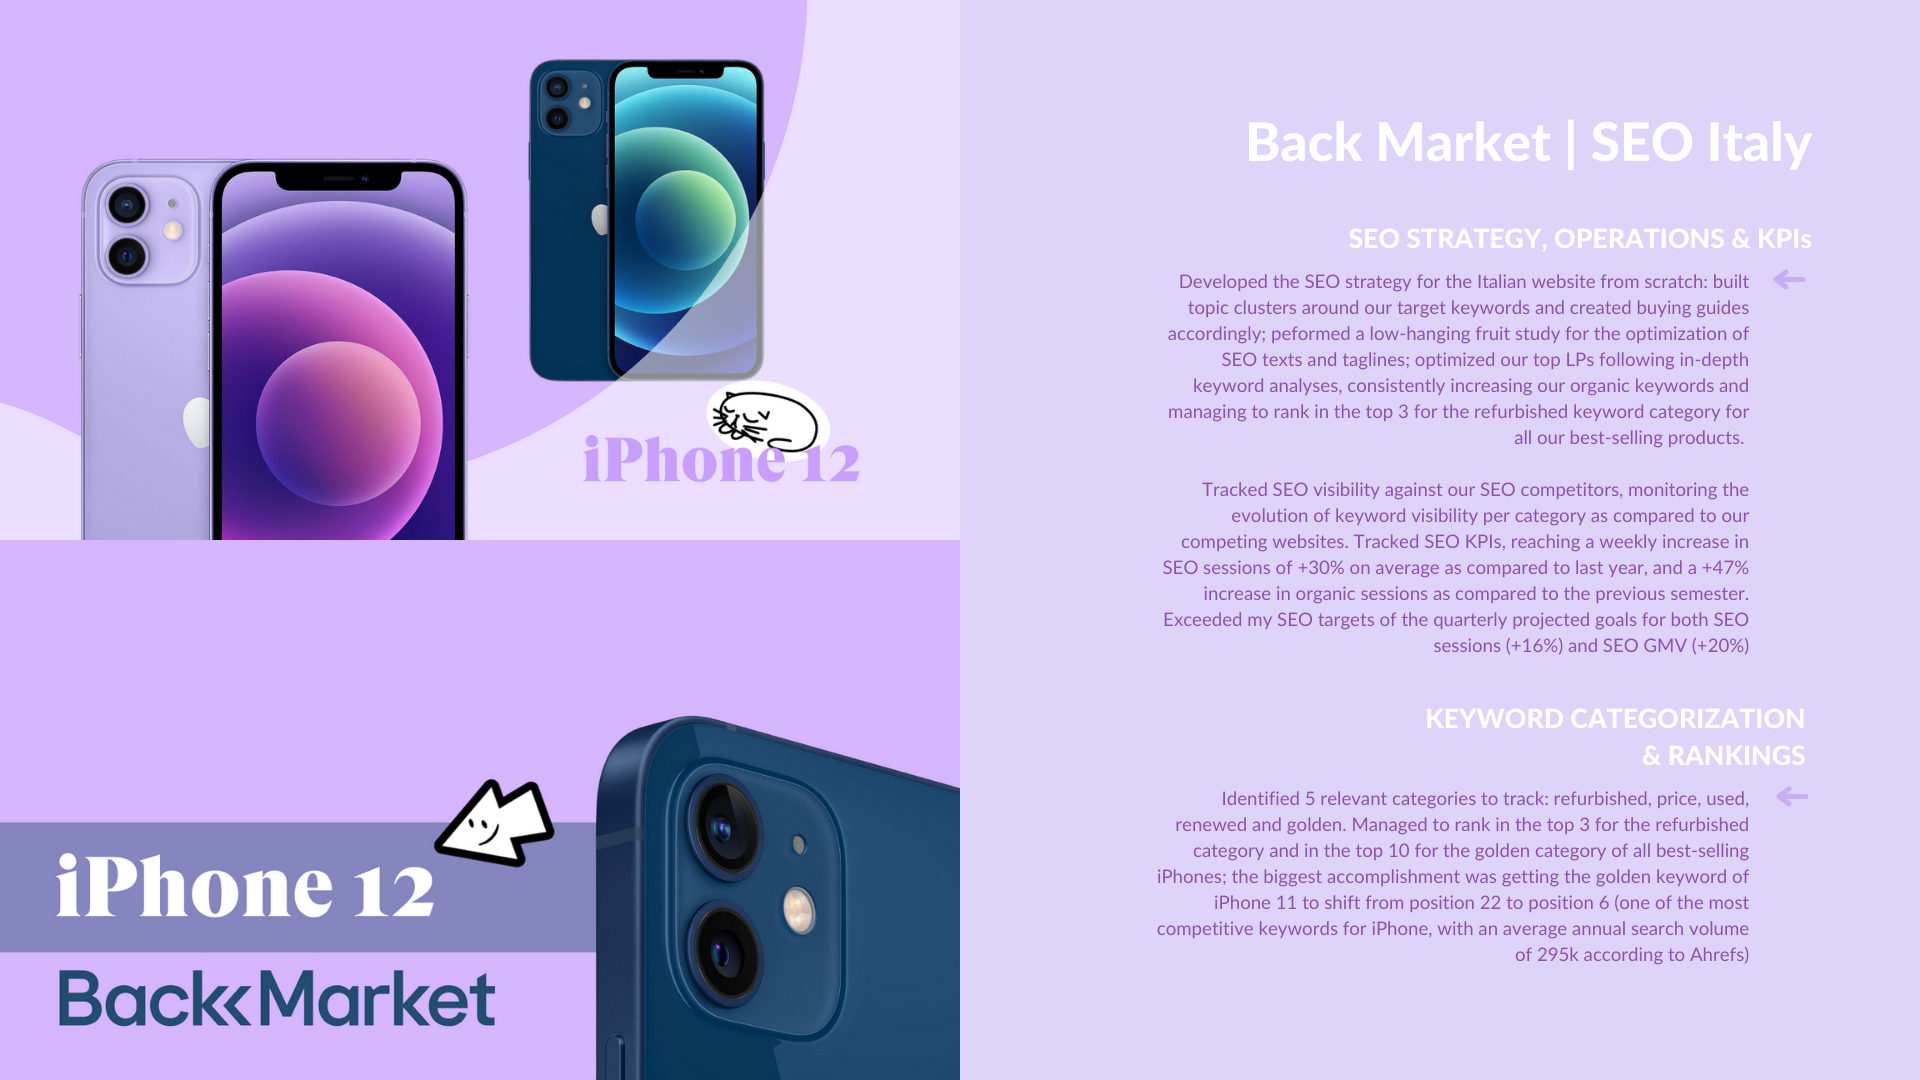 iPhone 12
iPhone 12
Back Market
Back Market | SEO Italy
SEO STRATEGY, OPERATIONS & KPIs
Developed the SEO strategy for the Italian website from scratch: built
topic clusters around our target keywords and created buying guides
accordingly; peformed a low-hanging fruit study for the optimization of
SEO texts and taglines; optimized our top LPs following in-depth
keyword analyses, consistently increasing our organic keywords and
managing to rank in the top 3 for the refurbished keyword category for
all our best-selling products.
Tracked SEO visibility against our SEO competitors, monitoring the
evolution of keyword visibility per category as compared to our
competing websites. Tracked SEO KPIs, reaching a weekly increase in
SEO sessions of +30% on average as compared to last year, and a +47%
increase in organic sessions as compared to the previous semester.
Exceeded my SEO targets of the quarterly projected goals for both SEO
sessions (+16%) and SEO GMV (+20%)
KEYWORD CATEGORIZATION
& RANKINGS
Identified 5 relevant categories to track: refurbished, price, used,
renewed and golden. Managed to rank in the top 3 for the refurbished
category and in the top 10 for the golden category of all best-selling
iPhones; the biggest accomplishment was getting the golden keyword of
iPhone 11 to shift from position 22 to position 6 (one of the most
competitive keywords for iPhone, with an average annual search volume
of 295k according to Ahrefs)